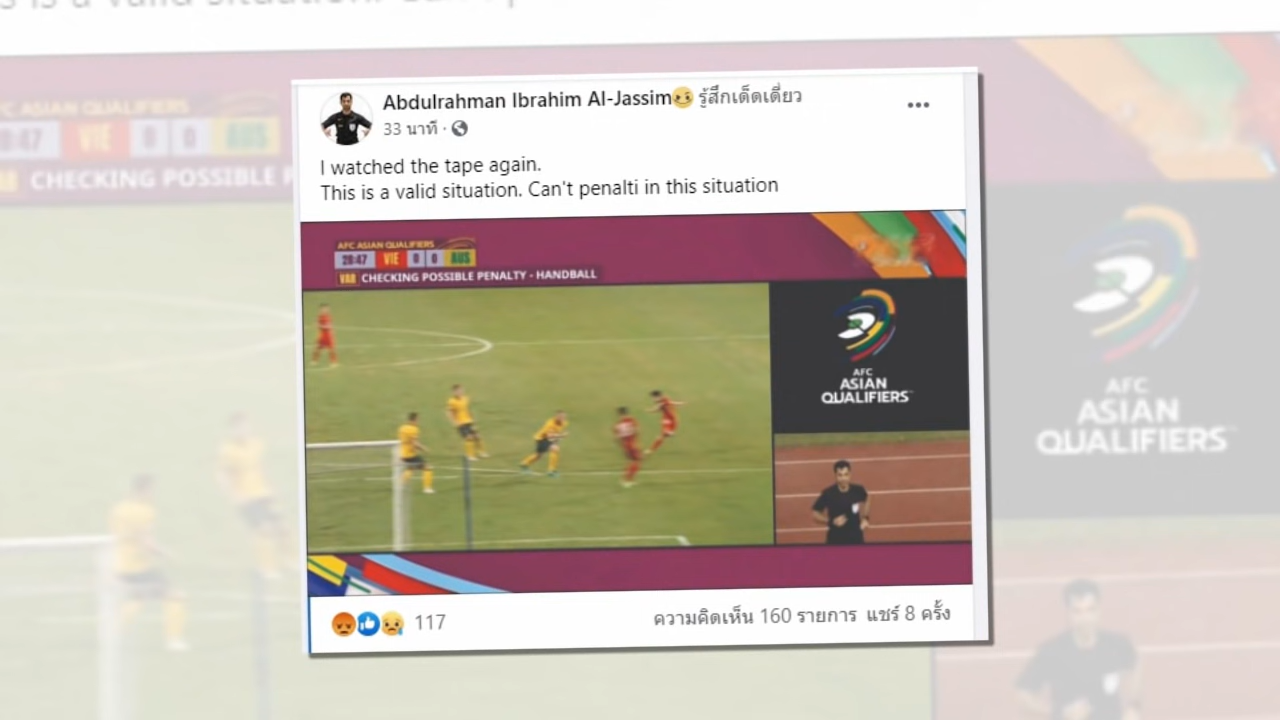 Abdulrahman Ibrahim Al-Jassim รู้สึกเด็ดเดี่ยว
33 นาที ·
I watched the tape again.
This is a valid situation. Can't penalti in this situation
AFC ASIAN QUALIFIERS
28:47 VIE 0 0 AUS
VAR CHECKING POSSIBLE PENALTY - HANDBALL
AFC
ASIAN
QUALIFIERS
117
ความคิดเห็น 160 รายการ แชร์ 8 ครั้ง
CHECKING POSSIBLE
AFC
ASIAN
QUALIFIERS